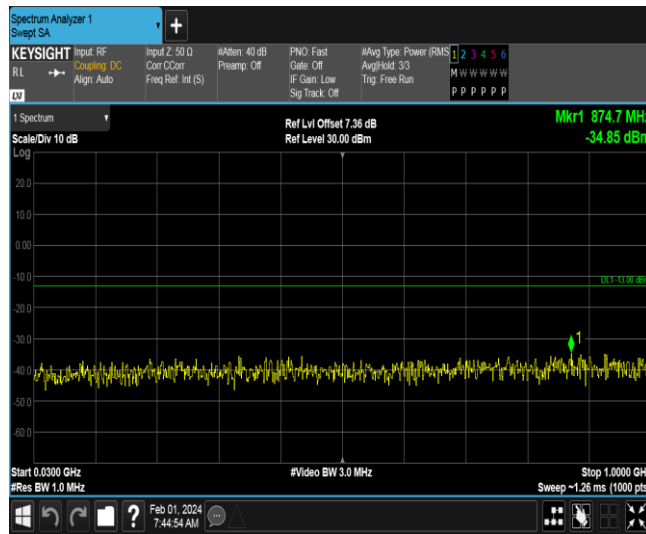 Spectrum Analyzer 1
Swept SA
+
KEYSIGHT
RL
LXI
Input: RF
Coupling: DC
Align: Auto
Input Z: 50 Ω
Corr CCorr
Freq Ref: Int (S)
#Atten: 40 dB
Preamp: Off
PNO: Fast
Gate: Off
IF Gain: Low
Sig Track: Off
#Avg Type: Power (RMS
Avg|Hold: 3/3
Trig: Free Run
1 2 3 4 5 6
M W W W W W
P P P P P P
1 Spectrum
Scale/Div 10 dB
Ref Lvl Offset 7.36 dB
Ref Level 30.00 dBm
Mkr1 874.7 MH
-34.85 dBm
Log
20.0
10.0
0.00
-10.0
DL1 -13.00 dB
-20.0
-30.0
1
-40.0
-50.0
-60.0
Start 0.0300 GHz
#Res BW 1.0 MHz
#Video BW 3.0 MHz
Stop 1.0000 GH
Sweep ~1.26 ms (1000 pts
?
Feb 01, 2024
7:44:54 AM